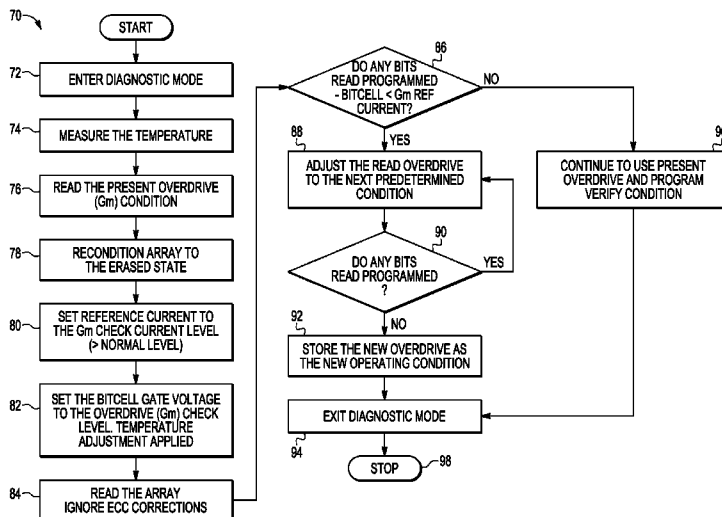 70
START
72
ENTER DIAGNOSTIC MODE
74
MEASURE THE TEMPERATURE
76
READ THE PRESENT OVERDRIVE
(Gm) CONDITION
78
RECONDITION ARRAY TO
THE ERASED STATE
80
SET REFERENCE CURRENT TO
THE Gm CHECK CURRENT LEVEL
(> NORMAL LEVEL)
82
SET THE BITCELL GATE VOLTAGE
TO THE OVERDRIVE (Gm) CHECK
LEVEL. TEMPERATURE
ADJUSTMENT APPLIED
84
READ THE ARRAY
IGNORE ECC CORRECTIONS
86
DO ANY BITS
READ PROGRAMMED
- BITCELL < Gm REF
CURRENT?
NO
YES
88
ADJUST THE READ OVERDRIVE
TO THE NEXT PREDETERMINED
CONDITION
90
DO ANY BITS
READ PROGRAMMED
?
YES
NO
92
STORE THE NEW OVERDRIVE AS
THE NEW OPERATING CONDITION
EXIT DIAGNOSTIC MODE
94
STOP
98
CONTINUE TO USE PRESENT
OVERDRIVE AND PROGRAM
VERIFY CONDITION